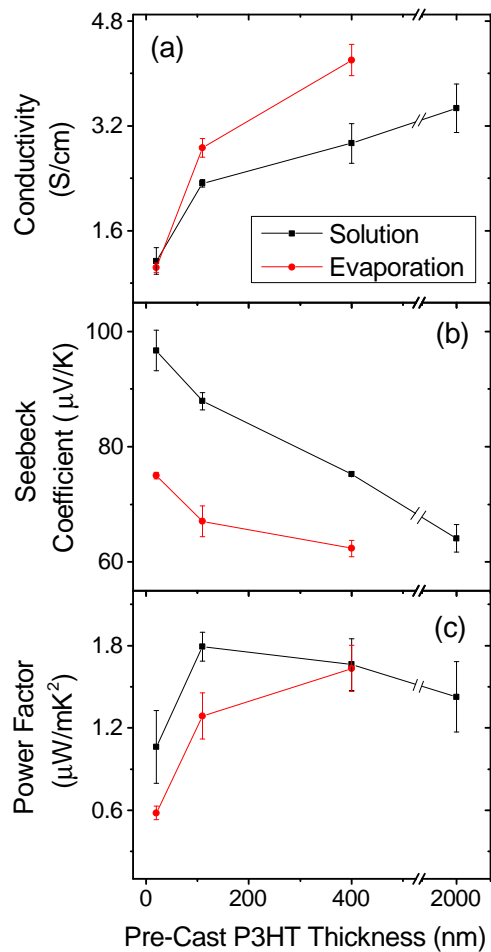 4.8
(a)
3.2
Conductivity
(S/cm)
1.6
Solution
Evaporation
100
(b)
80
Seebeck
Coefficient ( μV/K)
60
1.8
(c)
1.2
Power Factor
(μW/mK²)
0.6
0 200 400 2000
Pre-Cast P3HT Thickness (nm)